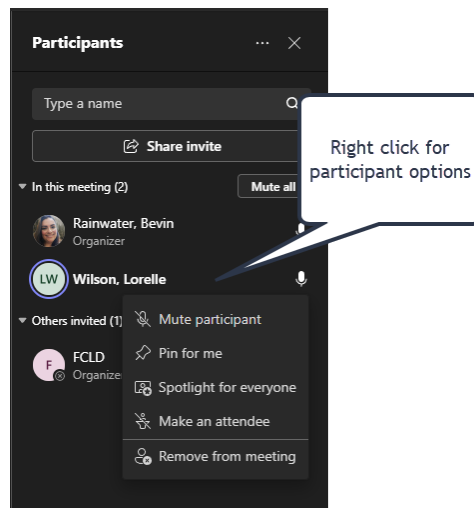 Participants
Type a name
Share invite
In this meeting (2)
Mute all
Rainwater, Bevin
Organizer
LW
Wilson, Lorelle
Others invited (1)
F
FCLD
Organize
Mute participant
Pin for me
Spotlight for everyone
Make an attendee
Remove from meeting
Right click for
participant options